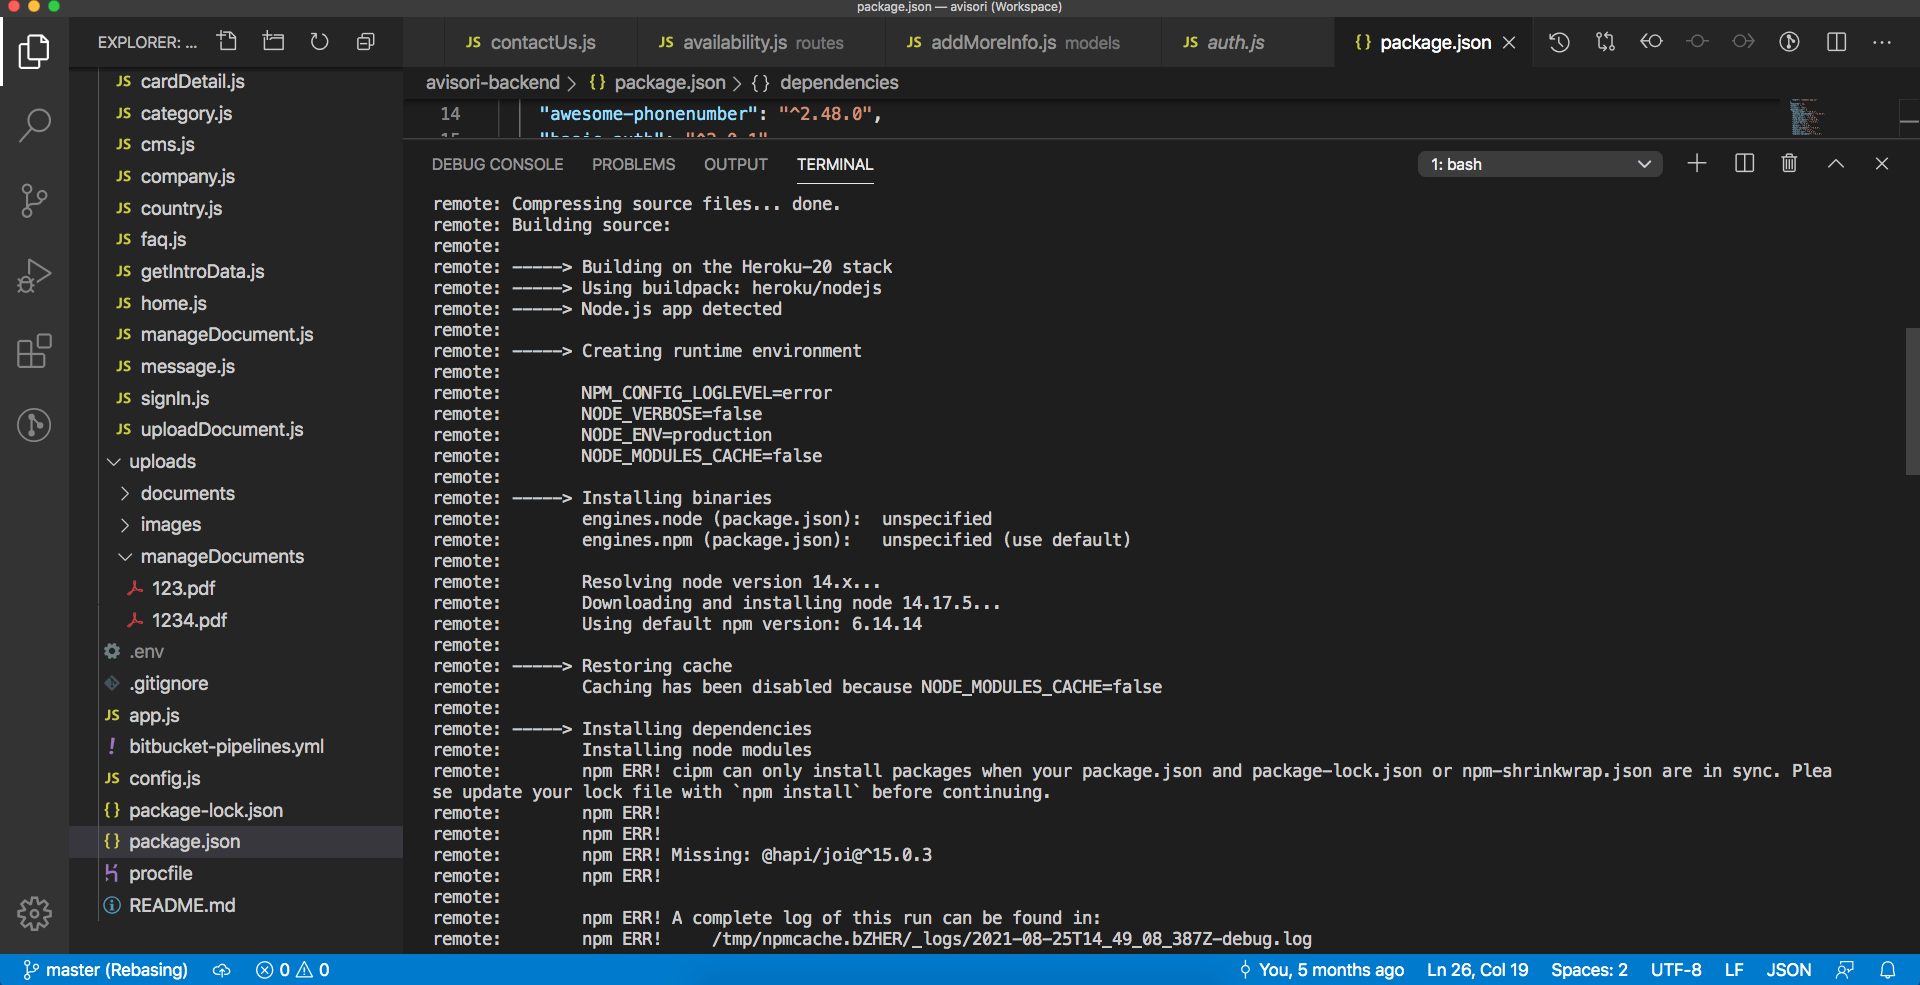 package.json — avisori (Workspace)
EXPLORER: ...
JS contactUs.js
JS availability.js routes
JS addMoreInfo.js models
JS auth.js
{} package.json
avisori-backend > {} package.json > {} dependencies
JS cardDetail.js
JS category.js
JS cms.js
JS company.js
JS country.js
JS faq.js
JS getIntroData.js
JS home.js
JS manageDocument.js
JS message.js
JS signIn.js
JS uploadDocument.js
uploads
documents
images
manageDocuments
123.pdf
1234.pdf
.env
.gitignore
JS app.js
! bitbucket-pipelines.yml
JS config.js
{} package-lock.json
{} package.json
procfile
README.md
14 "awesome-phonenumber": "^2.48.0",
15 "basic-auth": "^2.0.1"
DEBUG CONSOLE PROBLEMS OUTPUT TERMINAL
1: bash
remote: Compressing source files... done.
remote: Building source:
remote:
remote: -----> Building on the Heroku-20 stack
remote: -----> Using buildpack: heroku/nodejs
remote: -----> Node.js app detected
remote:
remote: -----> Creating runtime environment
remote:
remote: NPM_CONFIG_LOGLEVEL=error
remote: NODE_VERBOSE=false
remote: NODE_ENV=production
remote: NODE_MODULES_CACHE=false
remote:
remote: -----> Installing binaries
remote: engines.node (package.json): unspecified
remote: engines.npm (package.json): unspecified (use default)
remote:
remote: Resolving node version 14.x...
remote: Downloading and installing node 14.17.5...
remote: Using default npm version: 6.14.14
remote:
remote: -----> Restoring cache
remote: Caching has been disabled because NODE_MODULES_CACHE=false
remote:
remote: -----> Installing dependencies
remote: Installing node modules
remote: npm ERR! cipm can only install packages when your package.json and package-lock.json or npm-shrinkwrap.json are in sync. Plea
se update your lock file with `npm install` before continuing.
remote: npm ERR!
remote: npm ERR!
remote: npm ERR! Missing: @hapi/joi@^15.0.3
remote: npm ERR!
remote:
remote: npm ERR! A complete log of this run can be found in:
remote: npm ERR! /tmp/npmcache.bZHER/_logs/2021-08-25T14_49_08_387Z-debug.log
master (Rebasing) 0 0 You, 5 months ago Ln 26, Col 19 Spaces: 2 UTF-8 LF JSON